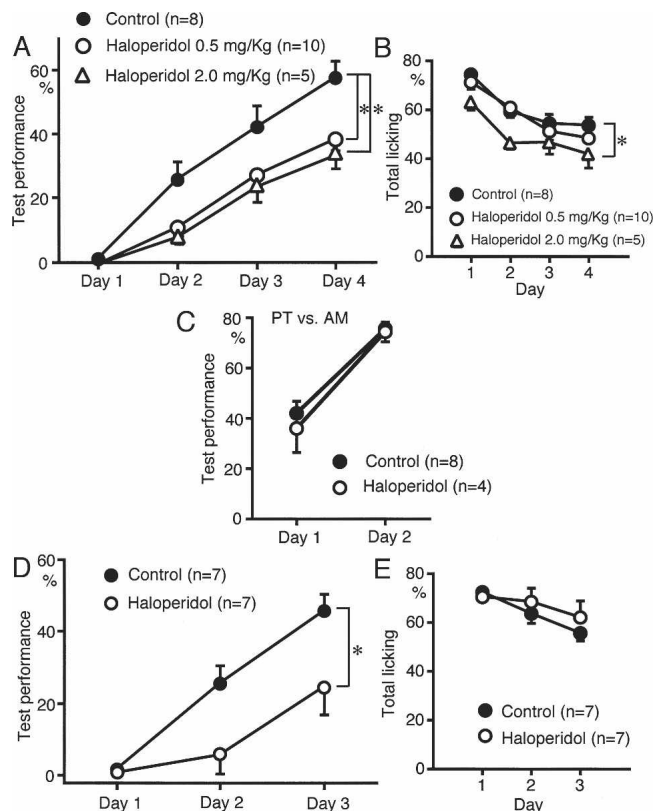 A
Control (n=8)
Haloperidol 0.5 mg/Kg (n=10)
Haloperidol 2.0 mg/Kg (n=5)
60
%
40
20
0
Test performance
**
Day 1 Day 2 Day 3 Day 4
B
%
80
60
40
Total licking
*
Control (n=8)
Haloperidol 0.5 mg/Kg (n=10)
Haloperidol 2.0 mg/Kg (n=5)
1 2 3 4
Day
C
PT vs. AM
80
%
60
40
20
0
Test performance
Control (n=8)
Haloperidol (n=4)
Day 1 Day 2
D
60
%
40
20
0
Test performance
Control (n=7)
Haloperidol (n=7)
*
Day 1 Day 2 Day 3
E
%
80
60
40
Total licking
Control (n=7)
Haloperidol (n=7)
1 2 3
Day